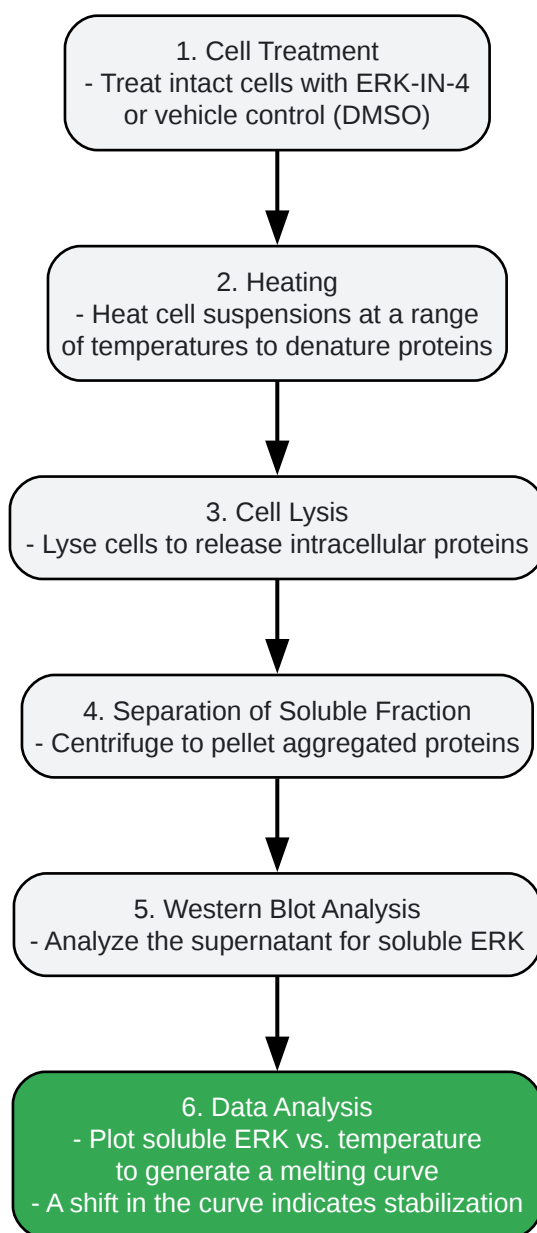 1. Cell Treatment
- Treat intact cells with ERK-IN-4
or vehicle control (DMSO)
2. Heating
- Heat cell suspensions at a range
of temperatures to denature proteins
3. Cell Lysis
- Lyse cells to release intracellular proteins
4. Separation of Soluble Fraction
- Centrifuge to pellet aggregated proteins
5. Western Blot Analysis
- Analyze the supernatant for soluble ERK
6. Data Analysis
- Plot soluble ERK vs. temperature
to generate a melting curve
- A shift in the curve indicates stabilization